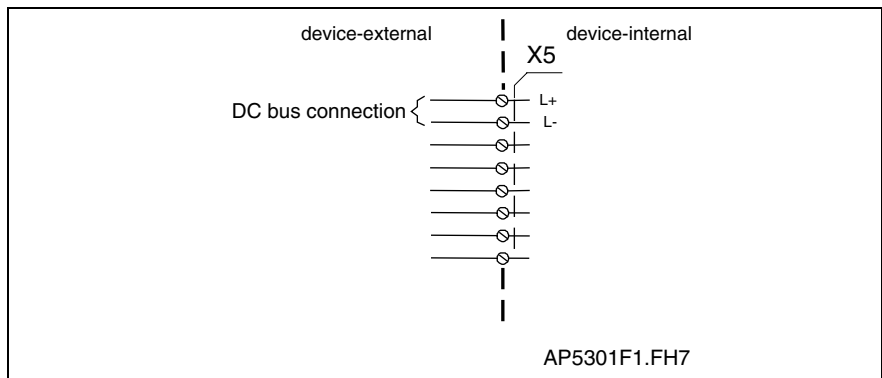 device-external
device-internal
X5
DC bus connection
L+
L-
AP5301F1.FH7